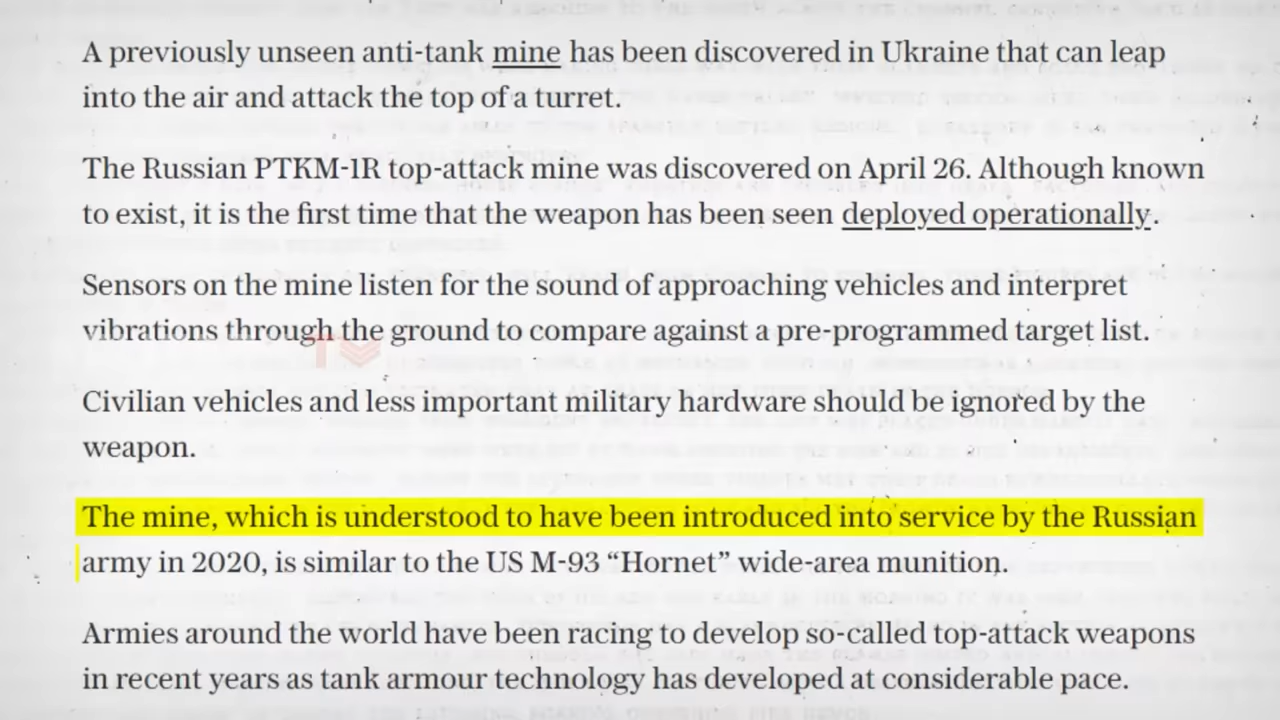 A previously unseen anti-tank mine has been discovered in Ukraine that can leap
into the air and attack the top of a turret.
The Russian PTKM-1R top-attack mine was discovered on April 26. Although known
to exist, it is the first time that the weapon has been seen deployed operationally.
Sensors on the mine listen for the sound of approaching vehicles and interpret
vibrations through the ground to compare against a pre-programmed target list.
Civilian vehicles and less important military hardware should be ignored by the
weapon.
The mine, which is understood to have been introduced into service by the Russian
army in 2020, is similar to the US M-93 “Hornet” wide-area munition.
Armies around the world have been racing to develop so-called top-attack weapons
in recent years as tank armour technology has developed at considerable pace.